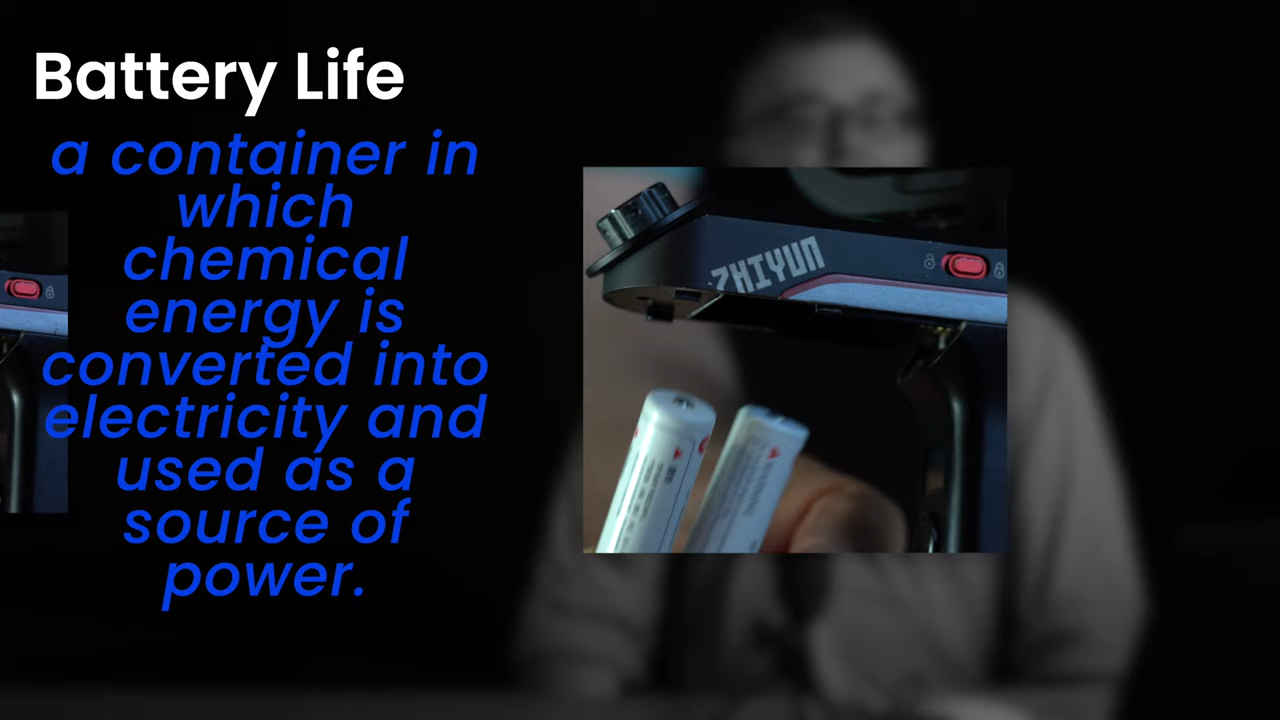 Battery Life
a container in
which
chemical
energy is
converted into
electricity and
used as a
source of
power.
ZHIYUN